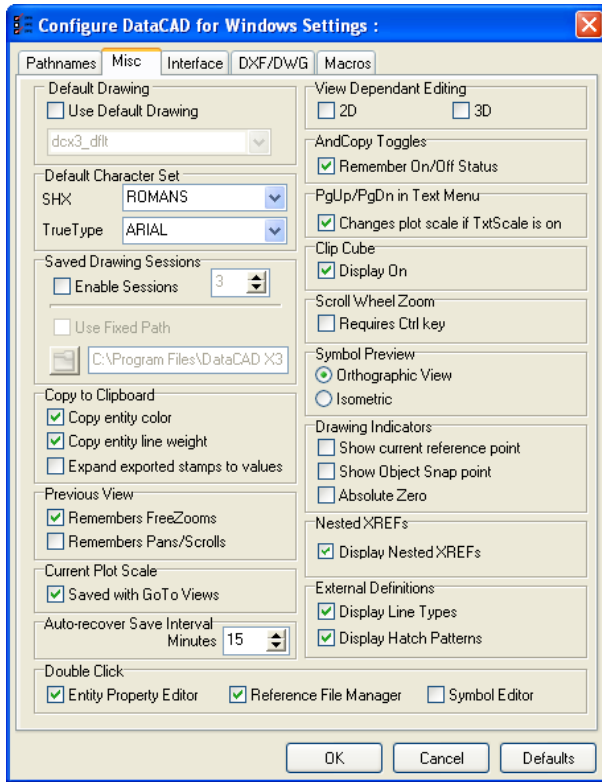 Configure DataCAD for Windows Settings :
Pathnames Misc Interface DXF/DWG Macros
Default Drawing
Use Default Drawing
dcx3_dflt
Default Character Set
SHX ROMANS
TrueType ARIAL
Saved Drawing Sessions
Enable Sessions 3
Use Fixed Path
C:\Program Files\DataCAD X3
Copy to Clipboard
Copy entity color
Copy entity line weight
Expand exported stamps to values
Previous View
Remembers FreeZooms
Remembers Pans/Scrolls
Current Plot Scale
Saved with GoTo Views
Auto-recover Save Interval
Minutes 15
View Dependant Editing
2D 3D
AndCopy Toggles
Remember On/Off Status
PgUp/PgDn in Text Menu
Changes plot scale if TxtScale is on
Clip Cube
Display On
Scroll Wheel Zoom
Requires Ctrl key
Symbol Preview
Orthographic View
Isometric
Drawing Indicators
Show current reference point
Show Object Snap point
Absolute Zero
Nested XREFs
Display Nested XREFs
External Definitions
Display Line Types
Display Hatch Patterns
Double Click
Entity Property Editor Reference File Manager Symbol Editor
OK Cancel Defaults